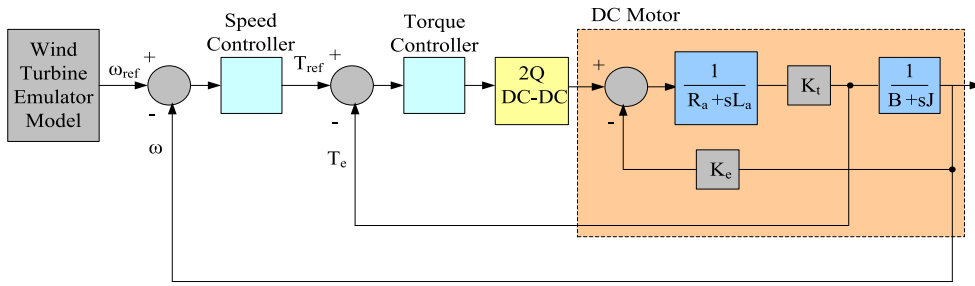 DC Motor
Speed
Controller
Torque
Controller
Wind
Turbine
Emulator
Model
ω_ref
+
-
ω
T_ref
+
-
T_e
2Q
DC-DC
+
-
1
R_a+sL_a
K_t
1
B+sJ
K_e